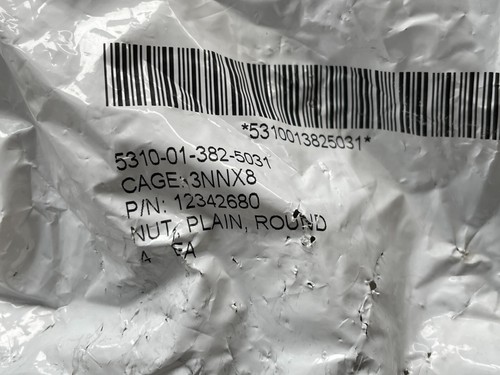 *5310013825031*
5310-01-382-5031
CAGE: 3NNX8
P/N: 12342680
NUT, PLAIN, ROUND
EA